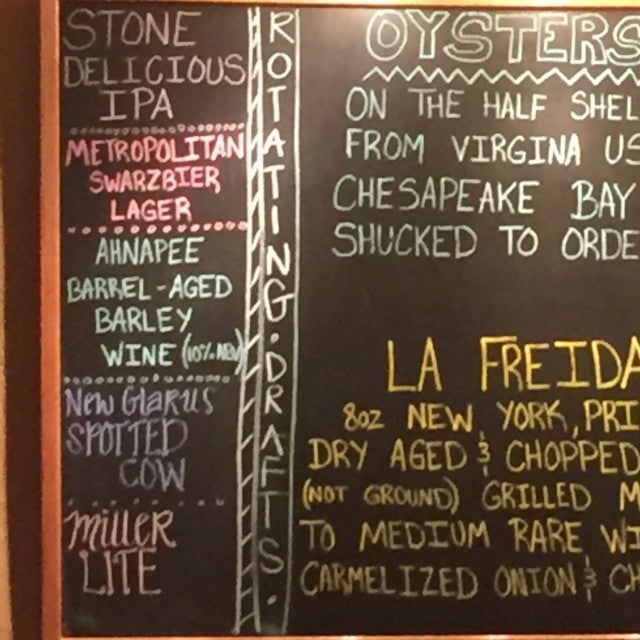 STONE
DELICIOUS
IPA
METROPOLITAN
SWARZBIER
LAGER
AHNAPEE
BARREL-AGED
BARLEY
WINE (10% ABV)
New GlaRUS
SPOTTED
COW
MilleR
LITE
ROTATING·DRAFTS·
OYSTERS
ON THE HALF SHEL
FROM VIRGINA US
CHESAPEAKE BAY
SHUCKED TO ORDE
LA FREIDA
8oz NEW YORK, PRI
DRY AGED & CHOPPED
(NOT GROUND) GRILLED M
TO MEDIUM RARE WI
CARMELIZED ONION & CH